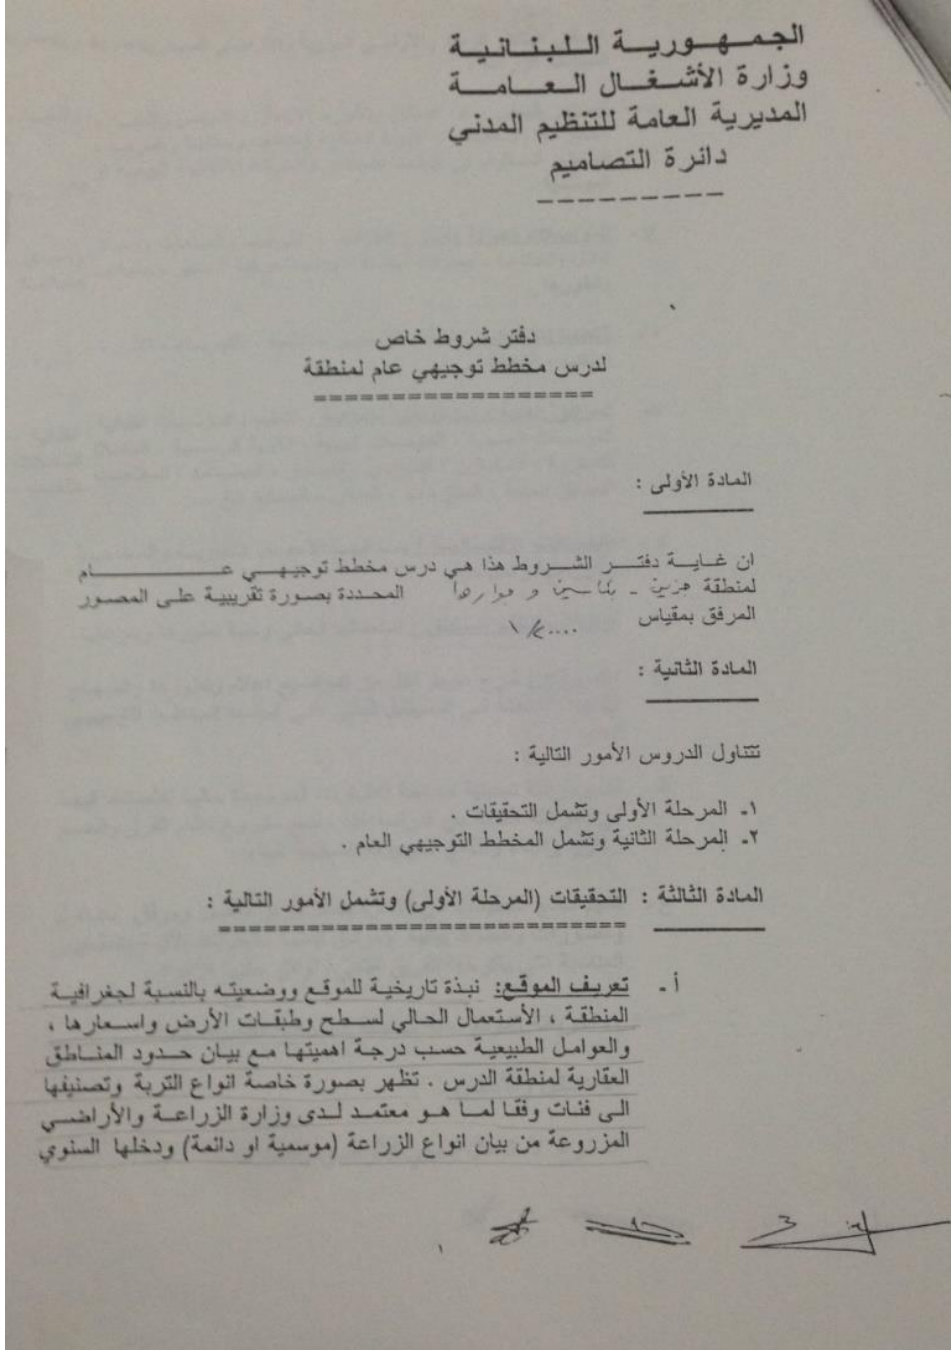 الجمهورية اللبنانية
وزارة الأشغال العامة
المديرية العامة للتنظيم المدني
دائرة التصاميم
---------
دفتر شروط خاص
لدرس مخطط توجيهي عام لمنطقة
==================
المادة الأولى :
ان غاية دفتر الشروط هذا هي درس مخطط توجيهي عام
لمنطقة جزين - بكاسين و جوارها المحددة بصورة تقريبية على المصور
المرفق بمقياس
المادة الثانية :
تتناول الدروس الأمور التالية :
١- المرحلة الأولى وتشمل التحقيقات .
٢- المرحلة الثانية وتشمل المخطط التوجيهي العام .
المادة الثالثة : التحقيقات (المرحلة الأولى) وتشمل الأمور التالية :
==========================
أ - تعريف الموقع: نبذة تاريخية للموقع ووضعيته بالنسبة لجغرافية
المنطقة ، الأستعمال الحالي لسطح وطبقات الأرض واسعارها ،
والعوامل الطبيعية حسب درجة اهميتها مع بيان حدود المناطق
العقارية لمنطقة الدرس . تظهر بصورة خاصة انواع التربة وتصنيفها
الى فئات وفقا لما هو معتمد لدى وزارة الزراعة والأراضي
المزروعة من بيان انواع الزراعة (موسمية او دائمة) ودخلها السنوي
١